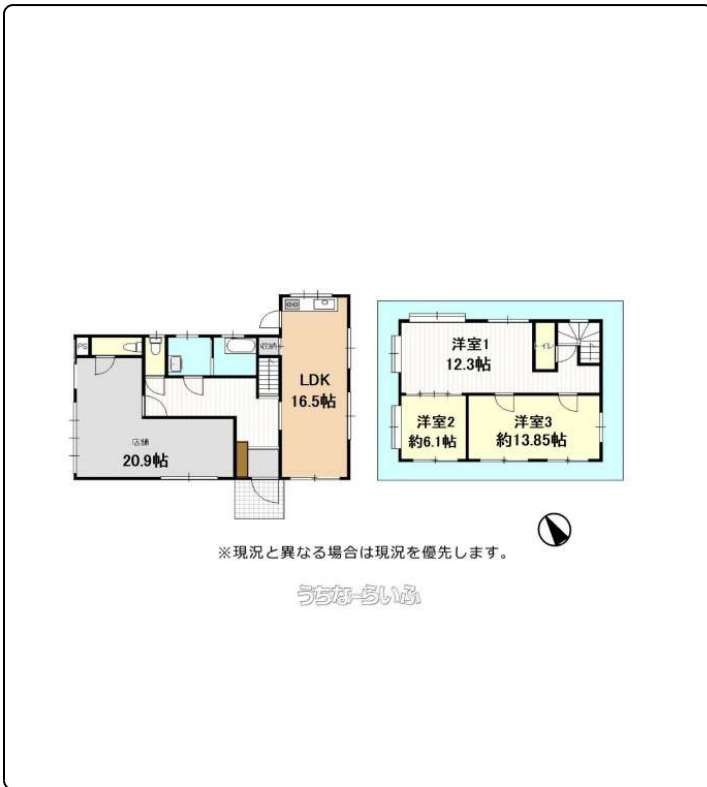 PS
収納
LDK
16.5帖
店舗
20.9帖
洋室1
12.3帖
トイレ
洋室2
約6.1帖
洋室3
約13.85帖
※現況と異なる場合は現況を優先します。
うちなーらいふ